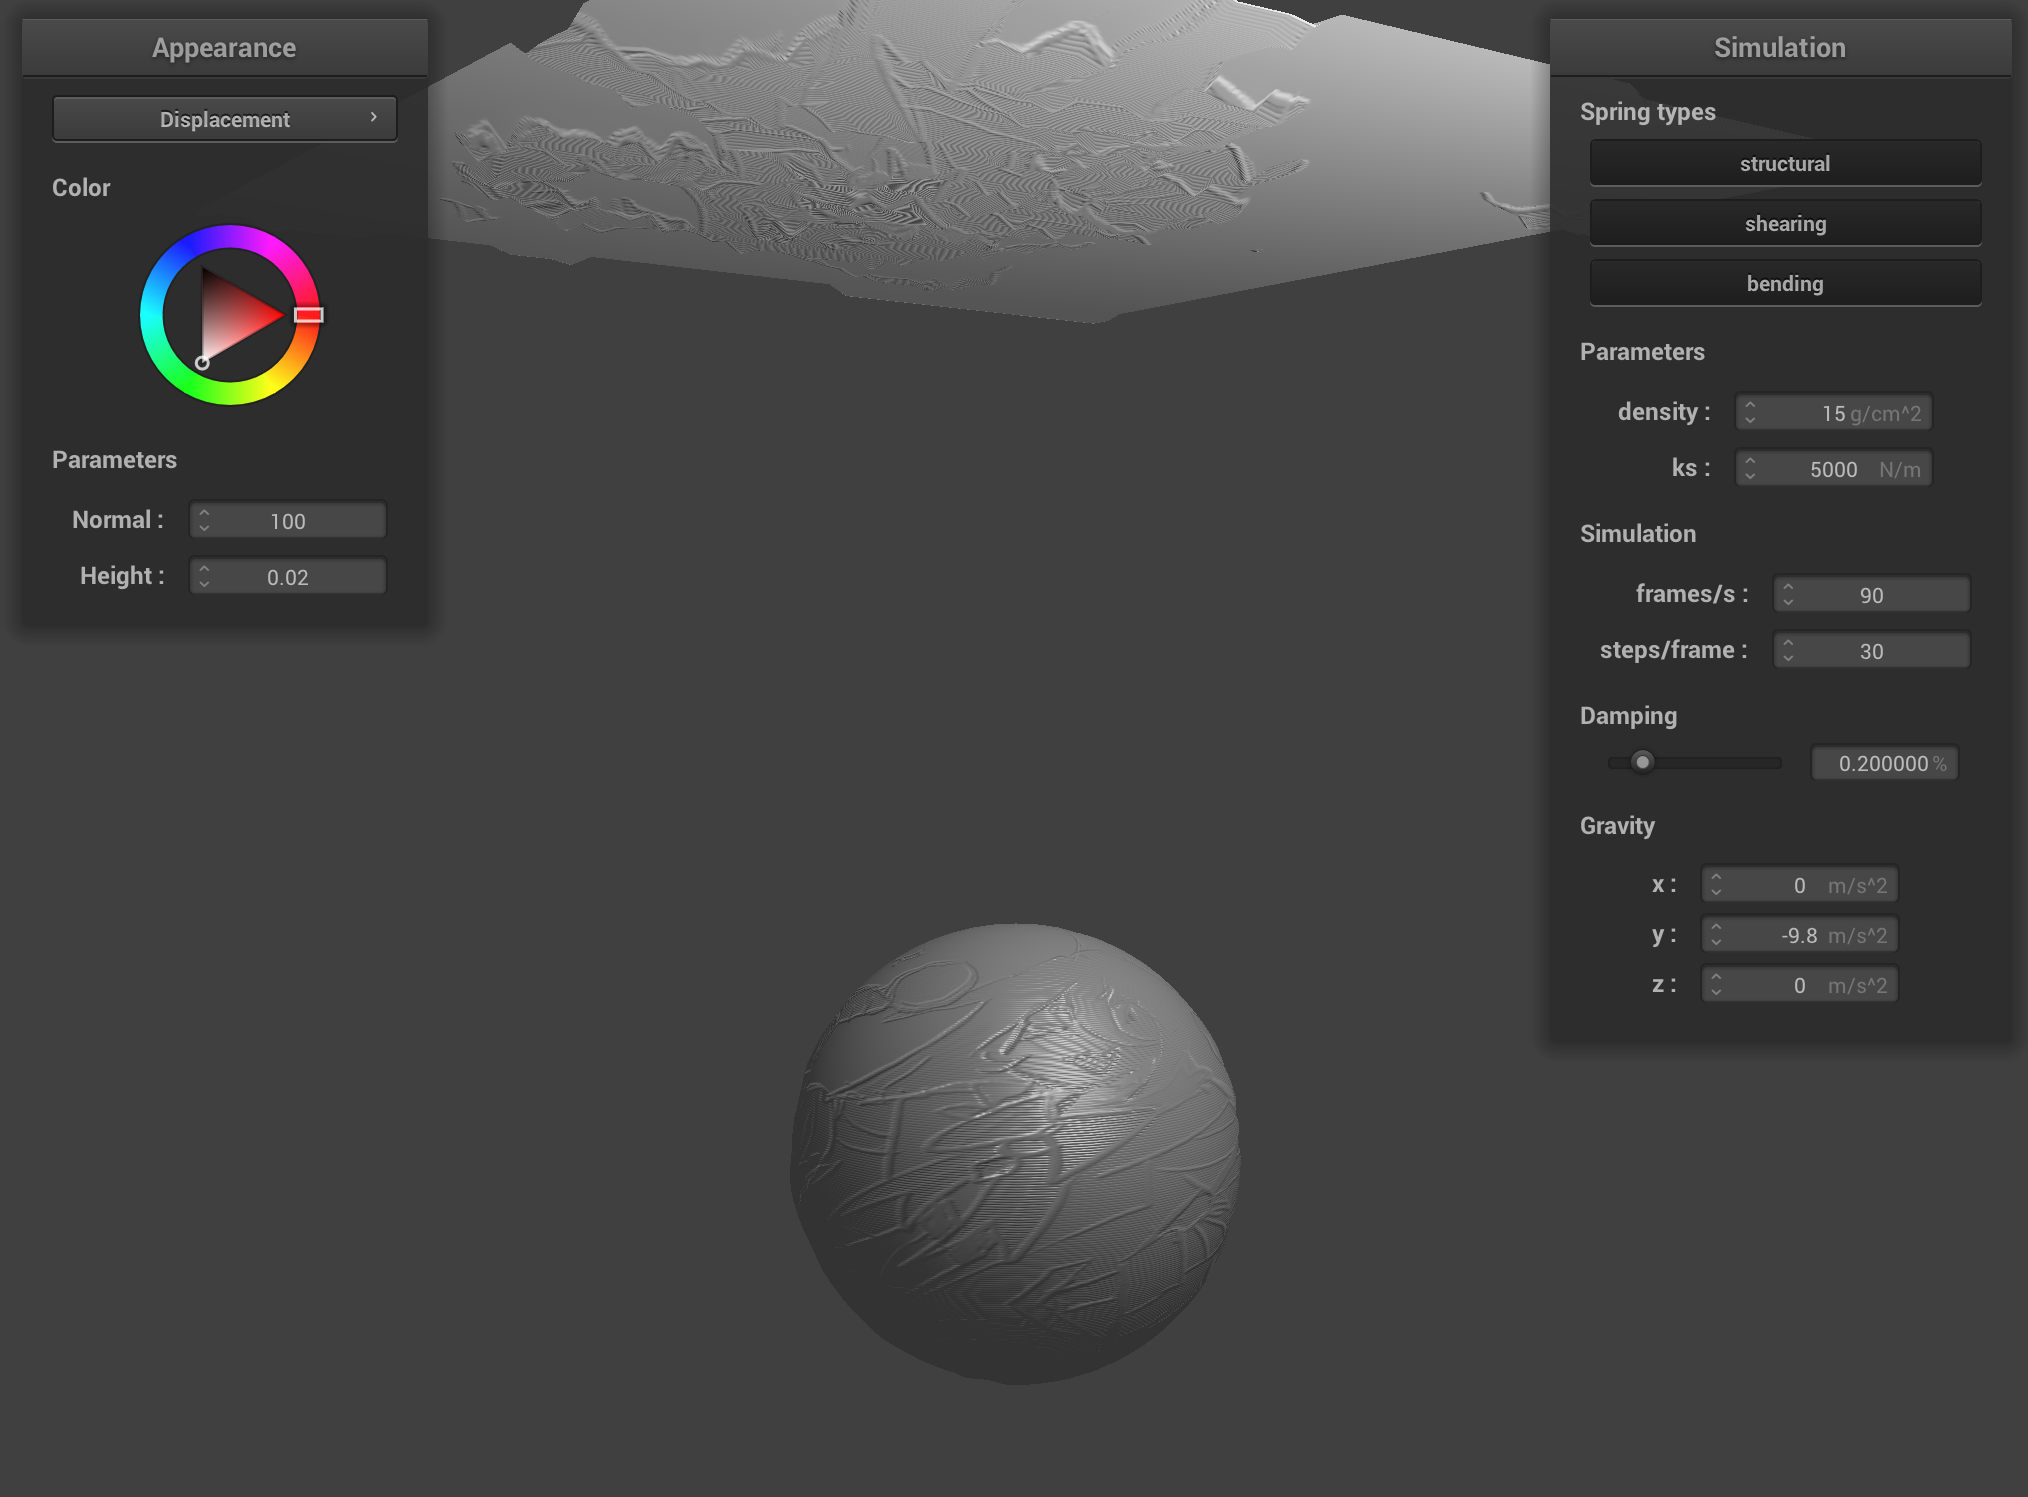 Appearance
Displacement
Color
Parameters
Normal : 100
Height : 0.02
Simulation
Spring types
structural
shearing
bending
Parameters
density : 15 g/cm^2
ks : 5000 N/m
Simulation
frames/s : 90
steps/frame : 30
Damping
0.200000 %
Gravity
x : 0 m/s^2
y : -9.8 m/s^2
z : 0 m/s^2